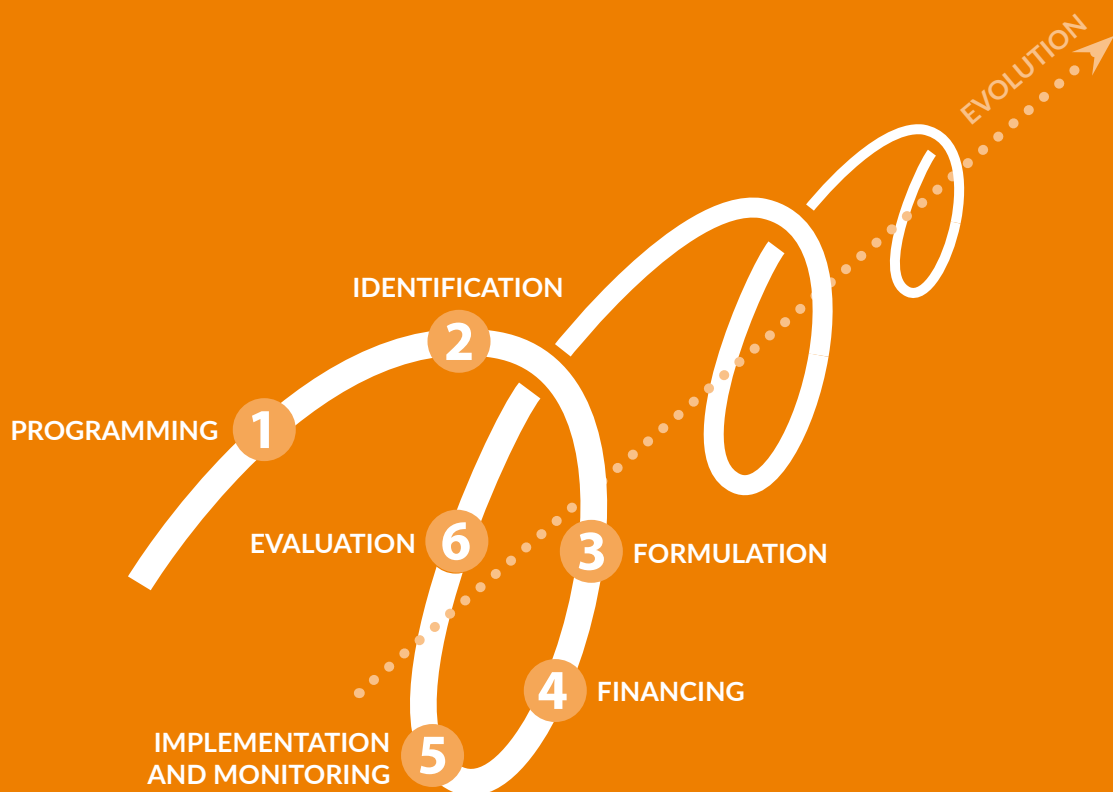 EVOLUTION
IDENTIFICATION
2
PROGRAMMING 1
EVALUATION 6
3 FORMULATION
4 FINANCING
IMPLEMENTATION
AND MONITORING
5